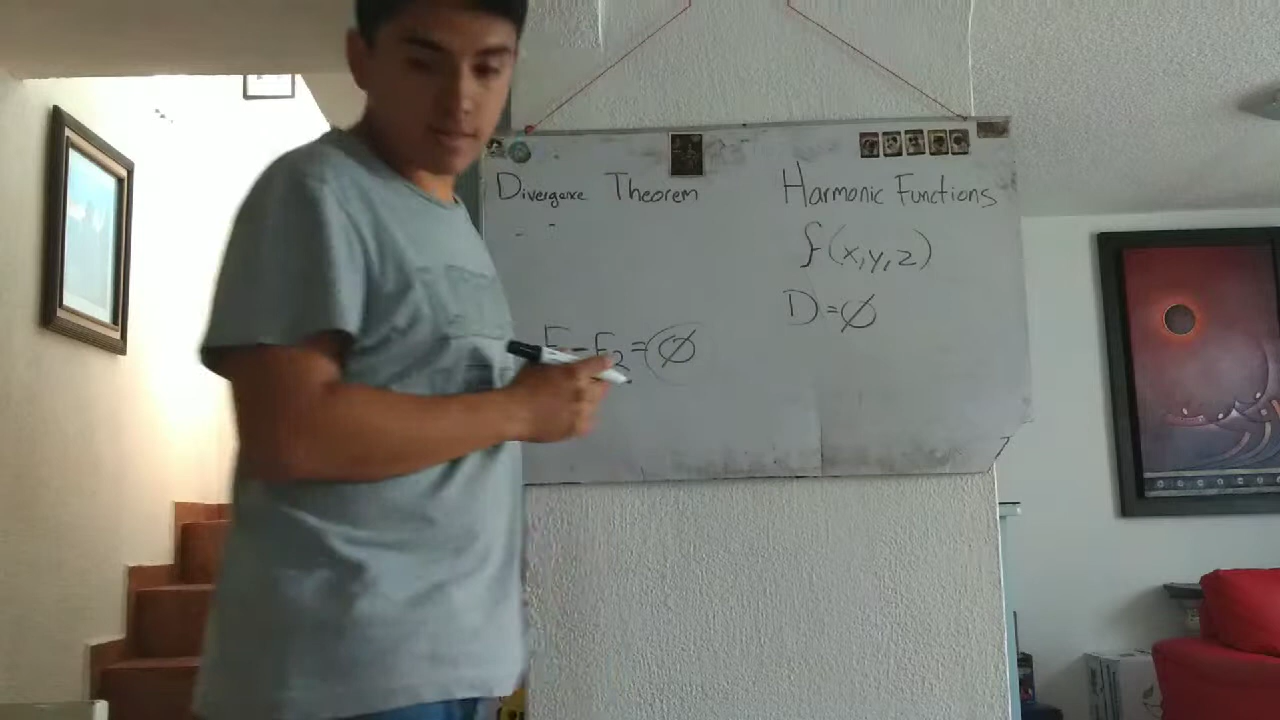 Divergence Theorem
F - F2 = ∅
Harmonic Functions
f(x,y,z)
D=∅